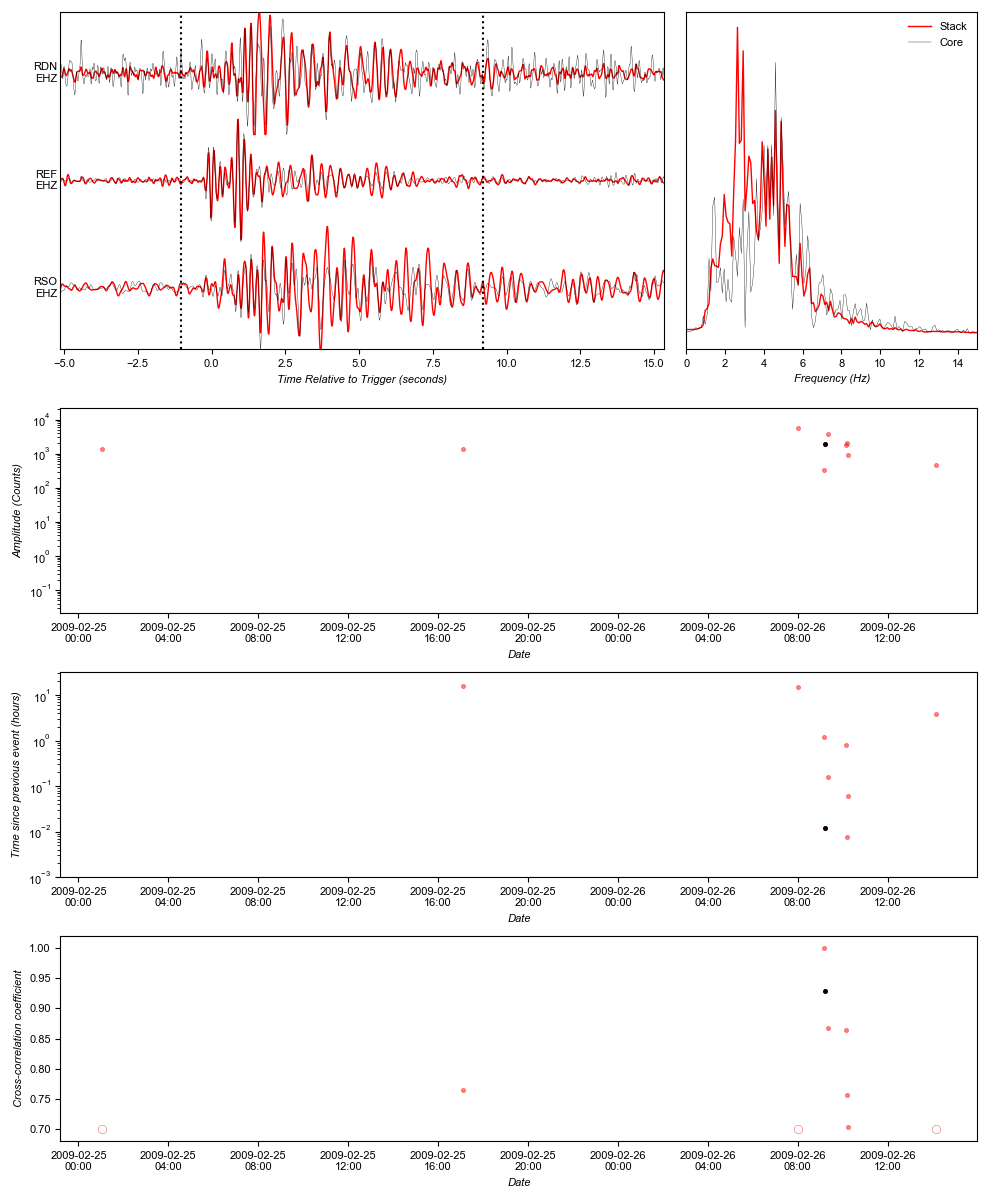 RDN
EHZ
REF
EHZ
RSO
EHZ
−5.0 −2.5 0.0 2.5 5.0 7.5 10.0 12.5 15.0
Time Relative to Trigger (seconds)
Stack
Core
0 2 4 6 8 10 12 14
Frequency (Hz)
10^4
10^3
10^2
10^1
10^0
10^−1
Amplitude (Counts)
2009-02-25 2009-02-25 2009-02-25 2009-02-25 2009-02-25 2009-02-25 2009-02-26 2009-02-26 2009-02-26 2009-02-26
00:00 04:00 08:00 12:00 16:00 20:00 00:00 04:00 08:00 12:00
Date
10^1
10^0
10^−1
10^−2
10^−3
Time since previous event (hours)
2009-02-25 2009-02-25 2009-02-25 2009-02-25 2009-02-25 2009-02-25 2009-02-26 2009-02-26 2009-02-26 2009-02-26
00:00 04:00 08:00 12:00 16:00 20:00 00:00 04:00 08:00 12:00
Date
1.00
0.95
0.90
0.85
0.80
0.75
0.70
Cross-correlation coefficient
2009-02-25 2009-02-25 2009-02-25 2009-02-25 2009-02-25 2009-02-25 2009-02-26 2009-02-26 2009-02-26 2009-02-26
00:00 04:00 08:00 12:00 16:00 20:00 00:00 04:00 08:00 12:00
Date